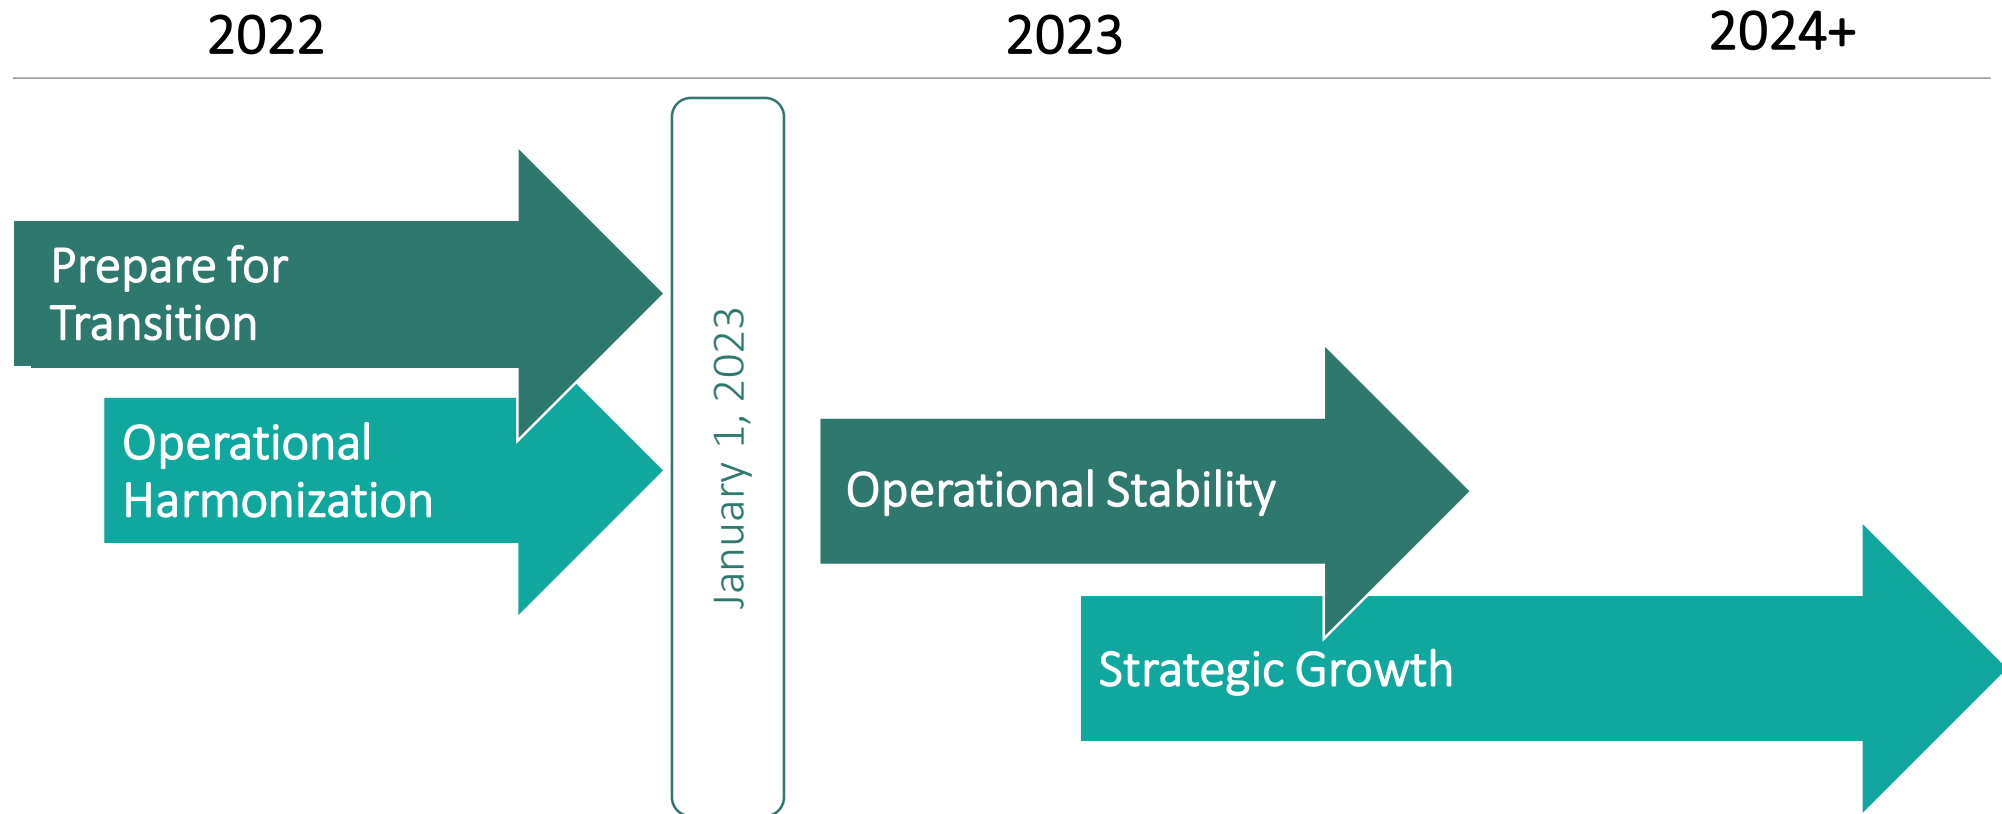 2022
2023
2024+
Prepare for
Transition
Operational
Harmonization
January 1, 2023
Operational Stability
Strategic Growth